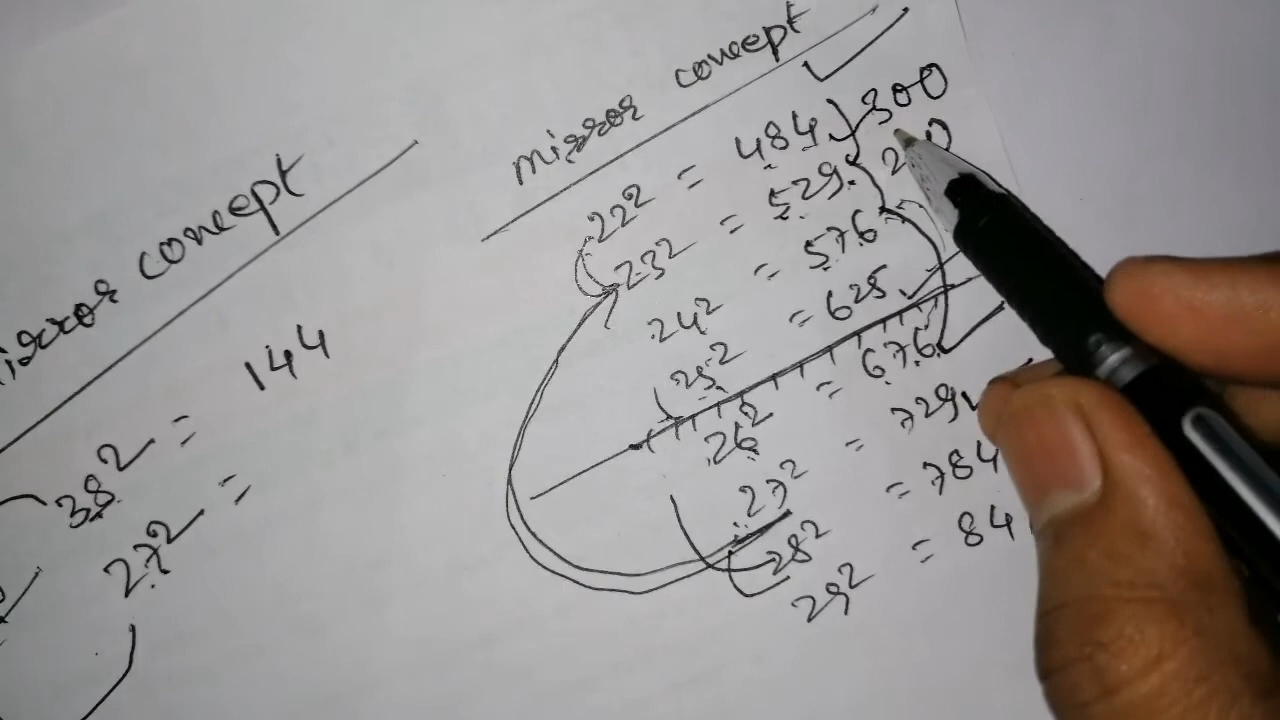 mirror concept
22² = 484 } 300
23² = 529
24² = 576
25² = 625
26² = 676
27² = 729
28² = 784
29² = 84
mirror concept
38² = 144
27² =